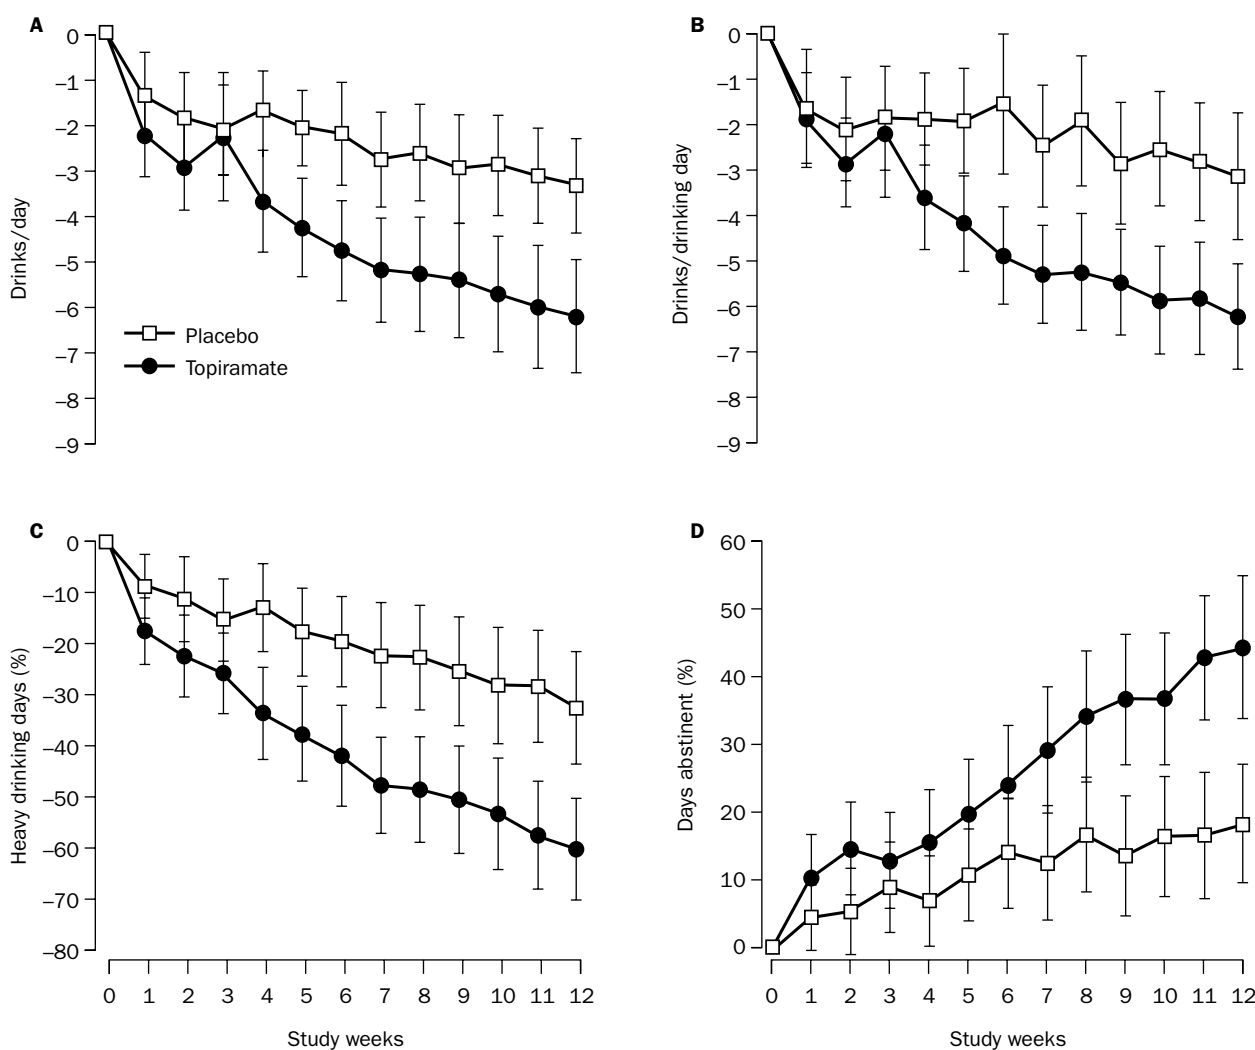 A
0
–1
–2
–3
–4
–5
–6
–7
–8
–9
Drinks/day
Placebo
Topiramate
B
0
–1
–2
–3
–4
–5
–6
–7
–8
–9
Drinks/drinking day
C
0
–10
–20
–30
–40
–50
–60
–70
–80
Heavy drinking days (%)
0 1 2 3 4 5 6 7 8 9 10 11 12
Study weeks
D
60
50
40
30
20
10
0
Days abstinent (%)
0 1 2 3 4 5 6 7 8 9 10 11 12
Study weeks